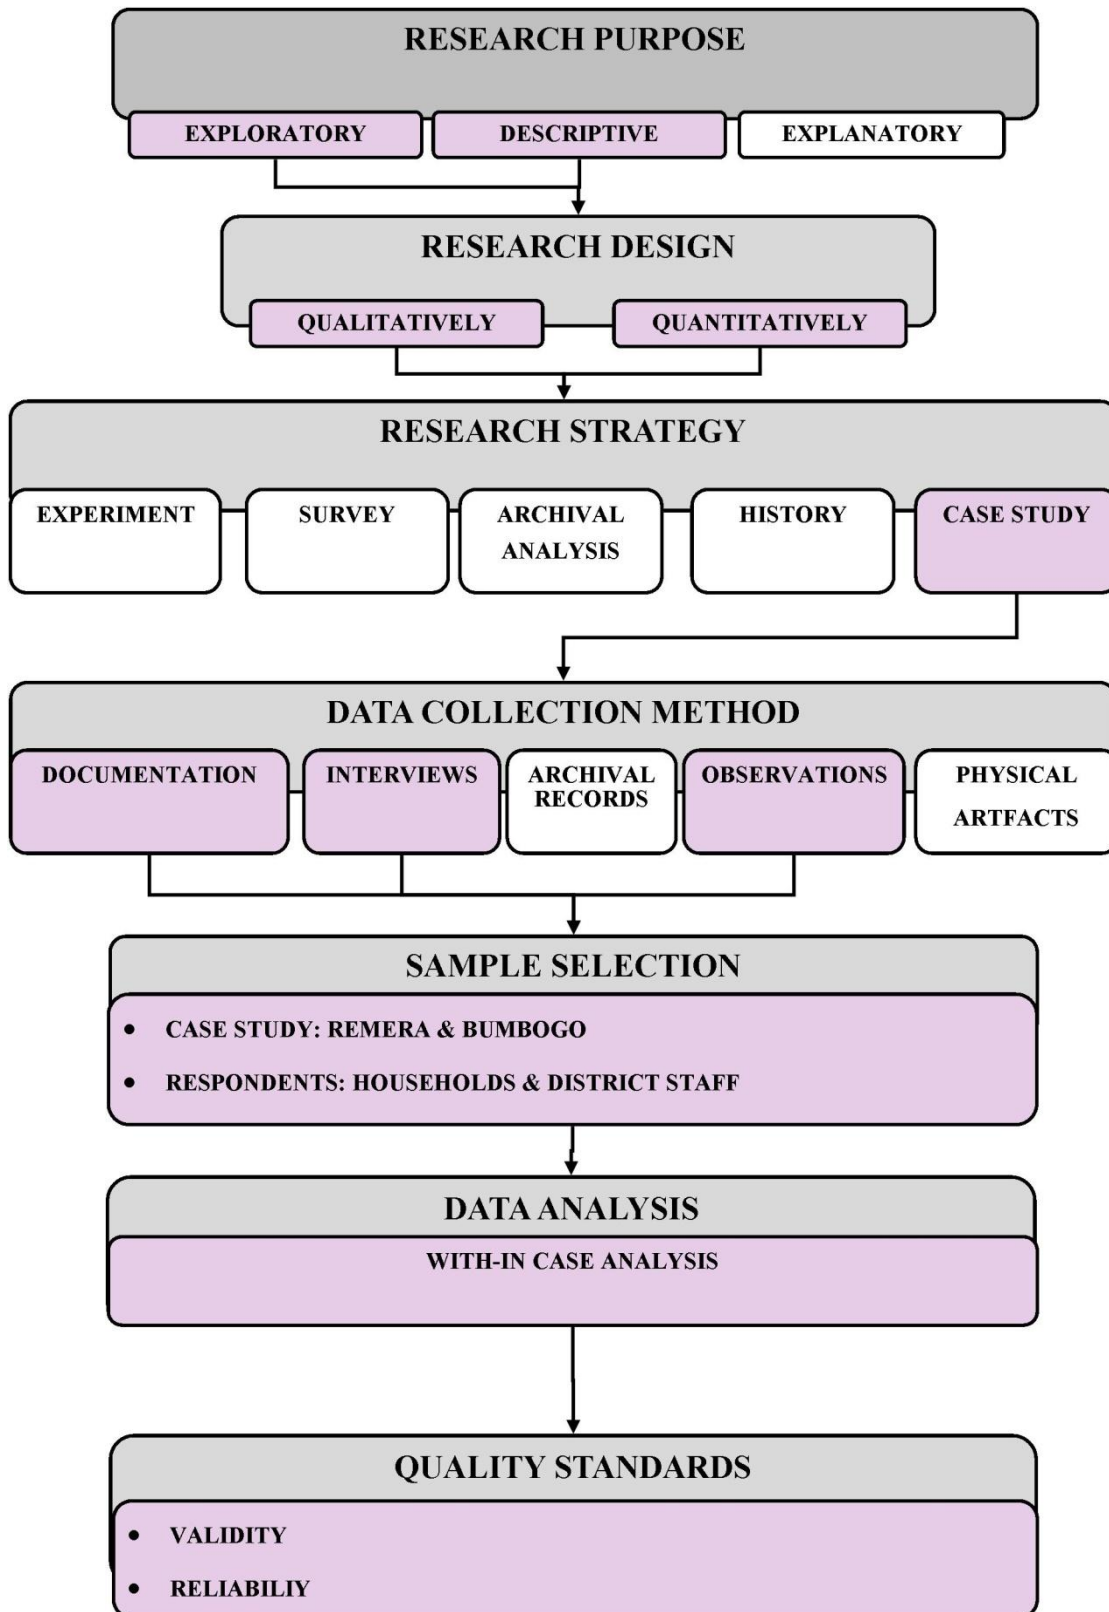 RESEARCH PURPOSE
EXPLORATORY
DESCRIPTIVE
EXPLANATORY
RESEARCH DESIGN
QUALITATIVELY
QUANTITATIVELY
RESEARCH STRATEGY
EXPERIMENT
SURVEY
ARCHIVAL
ANALYSIS
HISTORY
CASE STUDY
DATA COLLECTION METHOD
DOCUMENTATION
INTERVIEWS
ARCHIVAL
RECORDS
OBSERVATIONS
PHYSICAL
ARTFACTS
SAMPLE SELECTION
• CASE STUDY: REMERA & BUMBOGO
• RESPONDENTS: HOUSEHOLDS & DISTRICT STAFF
DATA ANALYSIS
WITH-IN CASE ANALYSIS
QUALITY STANDARDS
• VALIDITY
• RELIABILIY